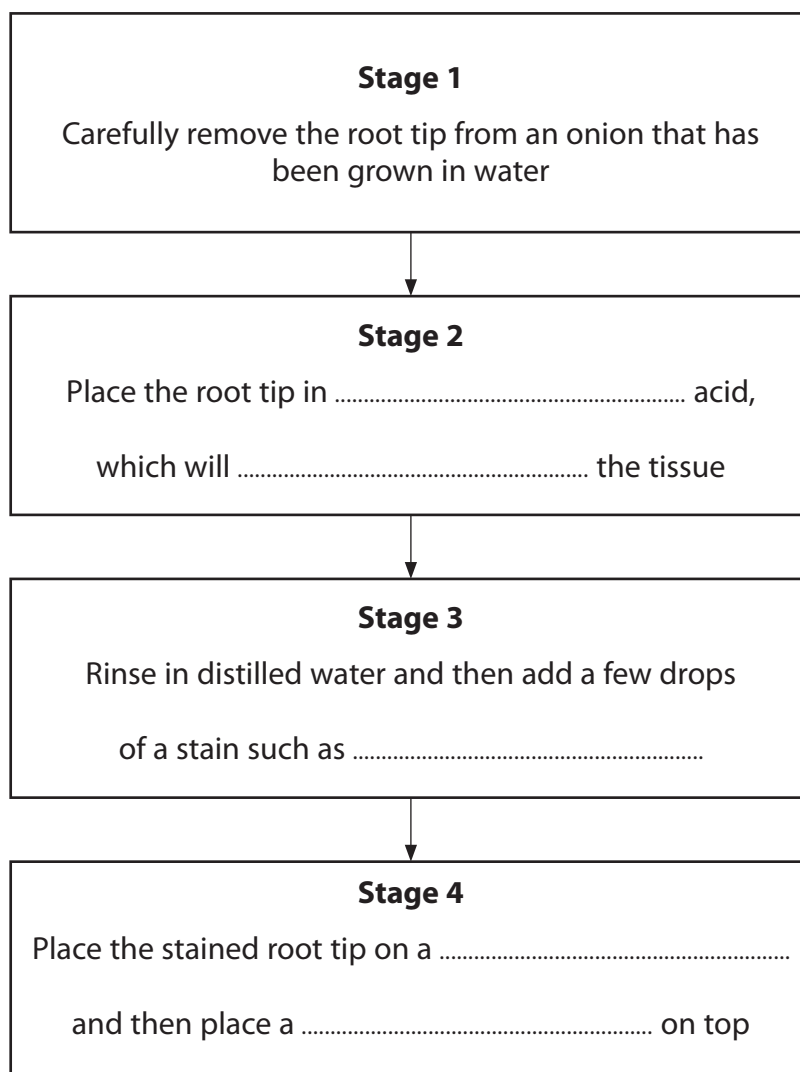 Stage 1
Carefully remove the root tip from an onion that has
been grown in water
Stage 2
Place the root tip in ............................................................. acid,
which will ............................................................. the tissue
Stage 3
Rinse in distilled water and then add a few drops
of a stain such as .............................................................
Stage 4
Place the stained root tip on a .............................................................
and then place a ............................................................. on top